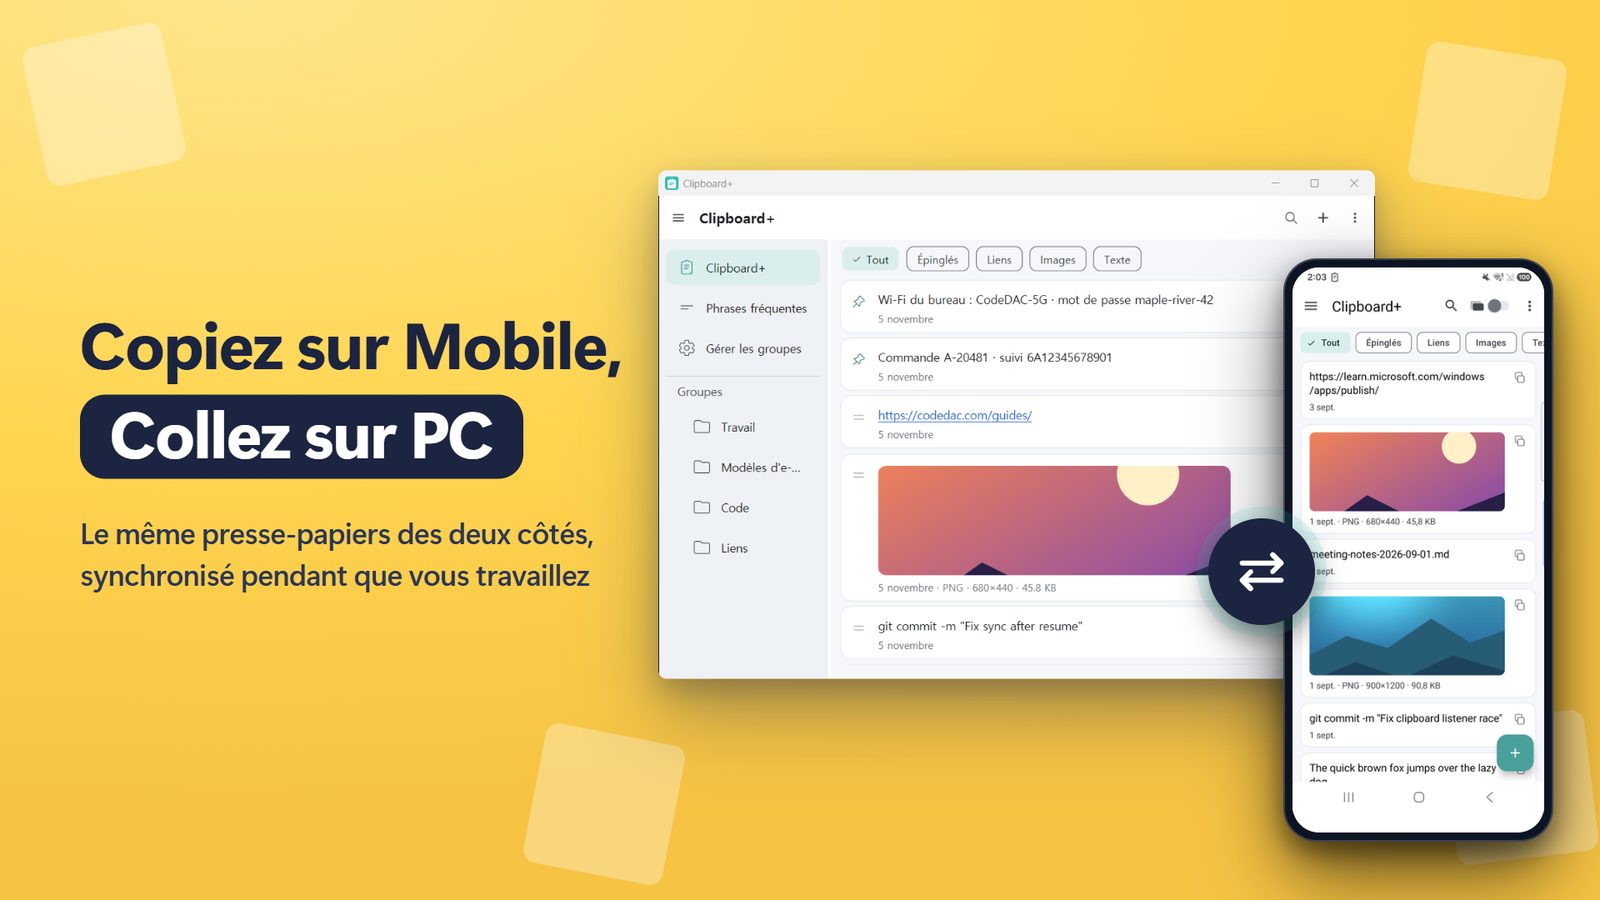 Copiez sur Mobile,
Collez sur PC
Le même presse-papiers des deux côtés,
synchronisé pendant que vous travaillez
Clipboard+
Clipboard+
Clipboard+
Phrases fréquentes
Gérer les groupes
Groupes
Travail
Modèles d'e-...
Code
Liens
Tout
Épinglés
Liens
Images
Texte
Wi-Fi du bureau : CodeDAC-5G · mot de passe maple-river-42
5 novembre
Commande A-20481 · suivi 6A12345678901
5 novembre
https://codedac.com/guides/
5 novembre
5 novembre · PNG · 680×440 · 45.8 KB
git commit -m "Fix sync after resume"
5 novembre
2:03
100
Clipboard+
Tout
Épinglés
Liens
Images
https://learn.microsoft.com/windows
/apps/publish/
3 sept.
1 sept. · PNG · 680×440 · 45,8 KB
meeting-notes-2026-09-01.md
sept.
1 sept. · PNG · 900×1200 · 90,8 KB
git commit -m "Fix clipboard listener race"
1 sept.
The quick brown fox jumps over the lazy